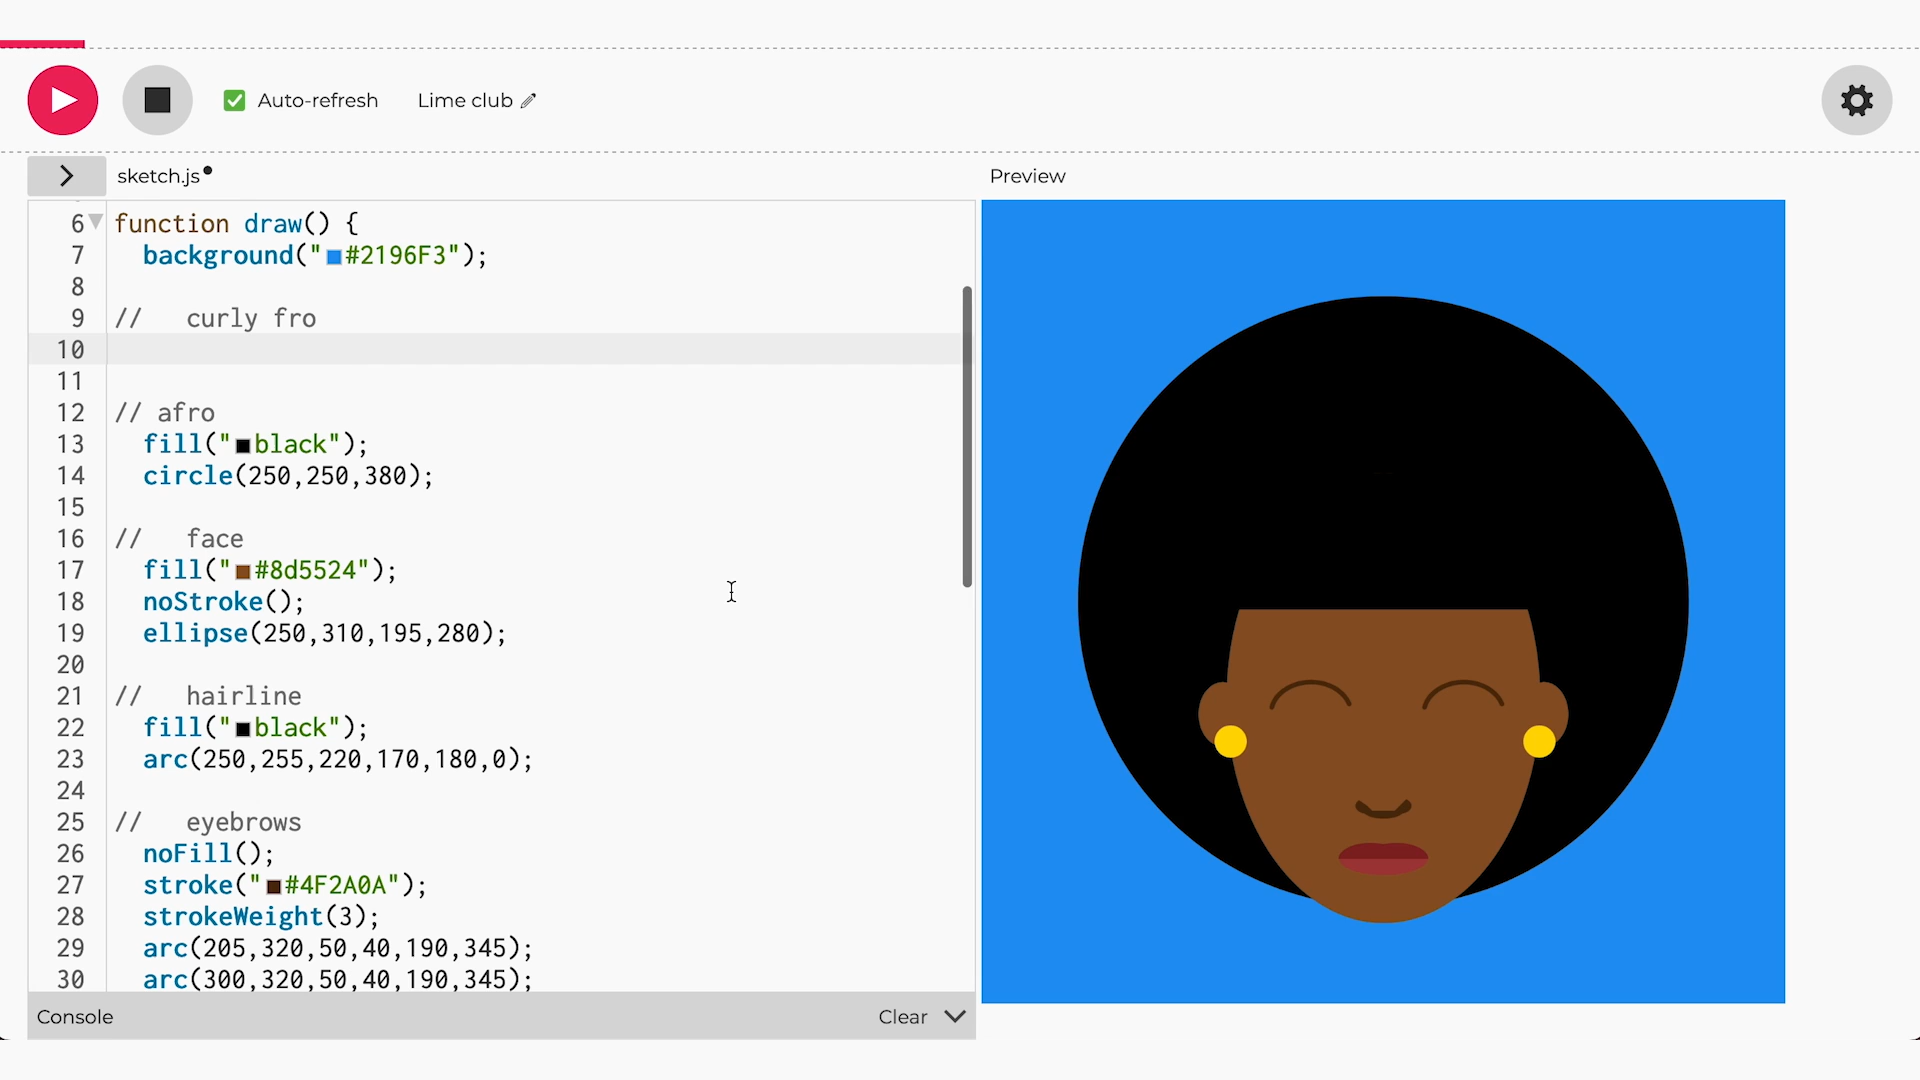 Auto-refresh Lime club
sketch.js Preview
6 function draw() {
7 background("#2196F3");
8
9 // curly fro
10
11
12 // afro
13 fill("black");
14 circle(250,250,380);
15
16 // face
17 fill("#8d5524");
18 noStroke();
19 ellipse(250,310,195,280);
20
21 // hairline
22 fill("black");
23 arc(250,255,220,170,180,0);
24
25 // eyebrows
26 noFill();
27 stroke("#4F2A0A");
28 strokeWeight(3);
29 arc(205,320,50,40,190,345);
30 arc(300,320,50,40,190,345);
Console Clear